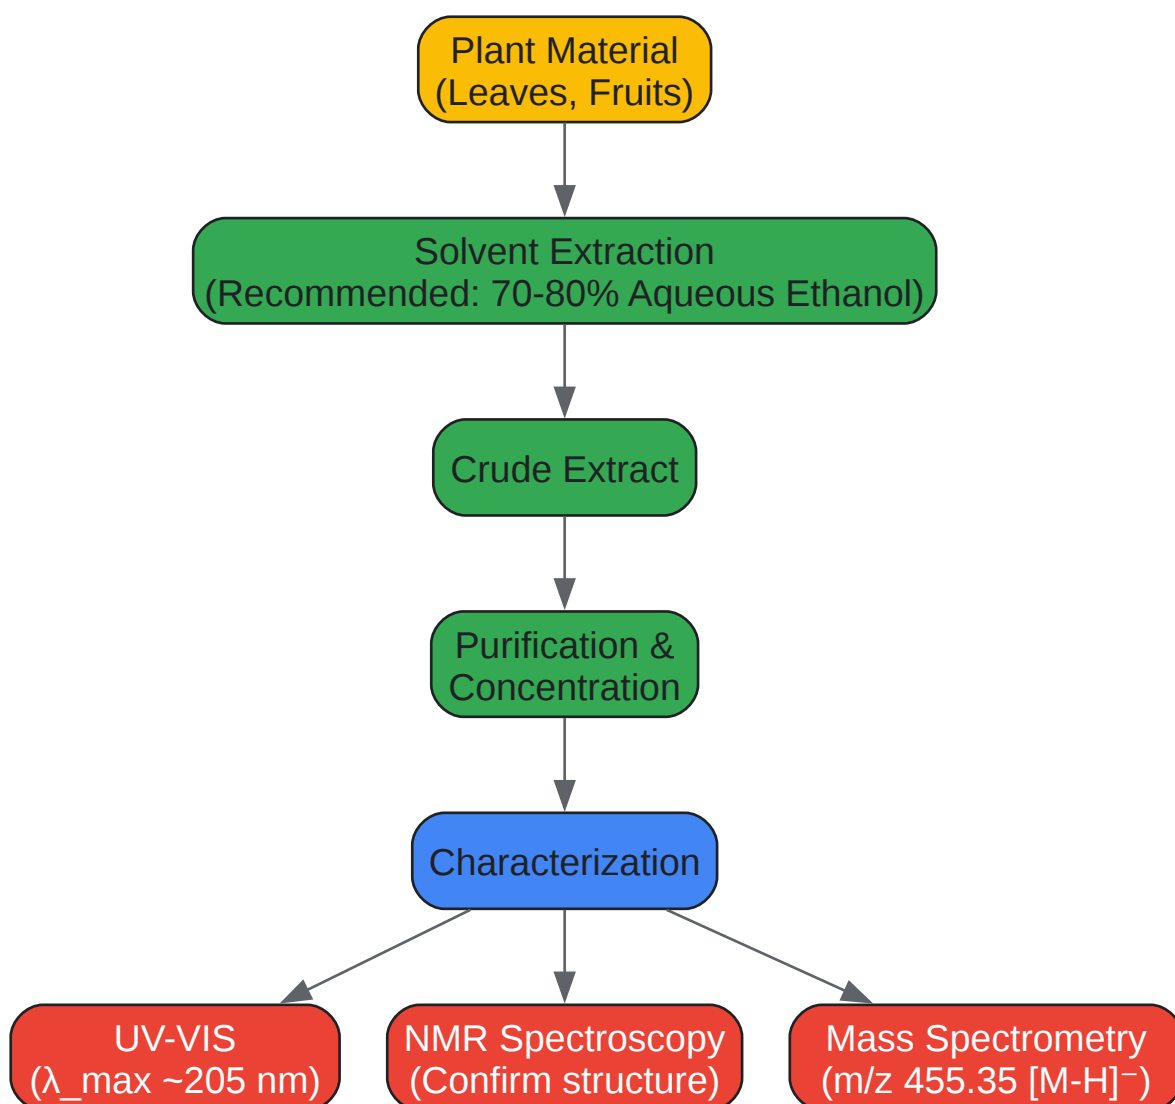 Plant Material
(Leaves, Fruits)
Solvent Extraction
(Recommended: 70-80% Aqueous Ethanol)
Crude Extract
Purification &
Concentration
Characterization
UV-VIS
(λ_max ~205 nm)
NMR Spectroscopy
(Confirm structure)
Mass Spectrometry
(m/z 455.35 [M-H]⁻)